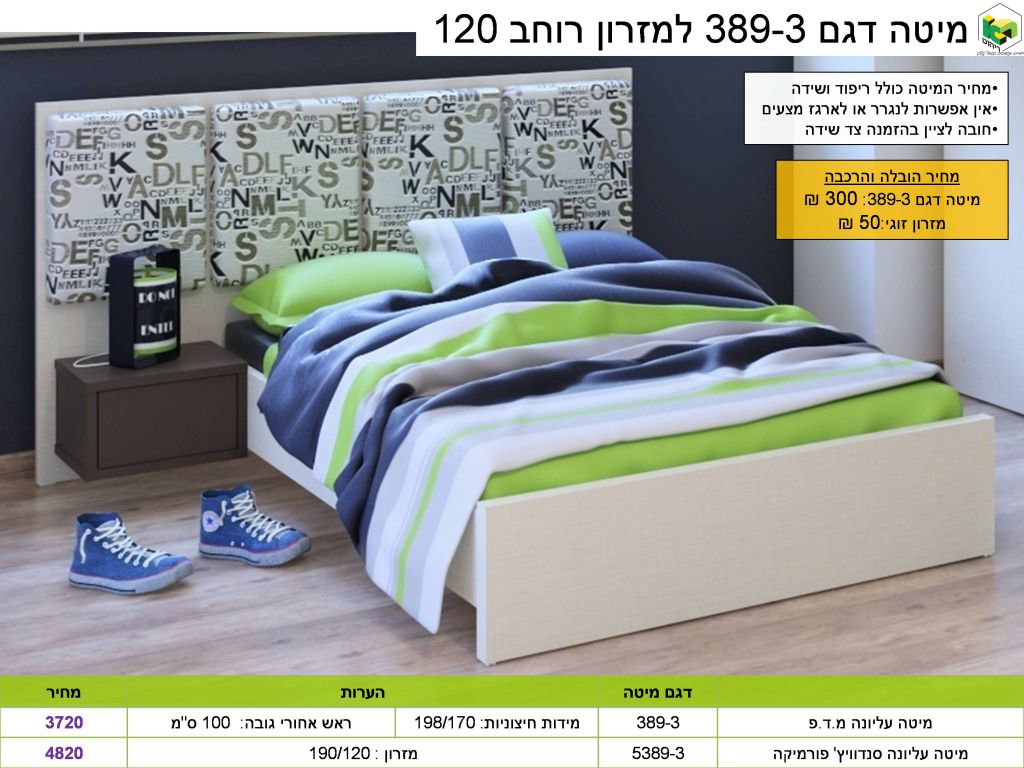 מיטה דגם 389-3 למזרון רוחב 120
•מחיר המיטה כולל ריפוד ושידה
•אין אפשרות לנגרר או לארגז מצעים
•חובה לציין בהזמנה צד שידה
מחיר הובלה והרכבה
מיטה דגם 389-3: 300 ₪
מזרון זוגי:50 ₪
DO NOT
ENTER
דגם מיטה הערות מחיר
מיטה עליונה מ.ד.פ 389-3 מידות חיצוניות: 198/170 ראש אחורי גובה: 100 ס"מ 3720
מיטה עליונה סנדוויץ' פורמיקה 5389-3 מזרון : 190/120 4820